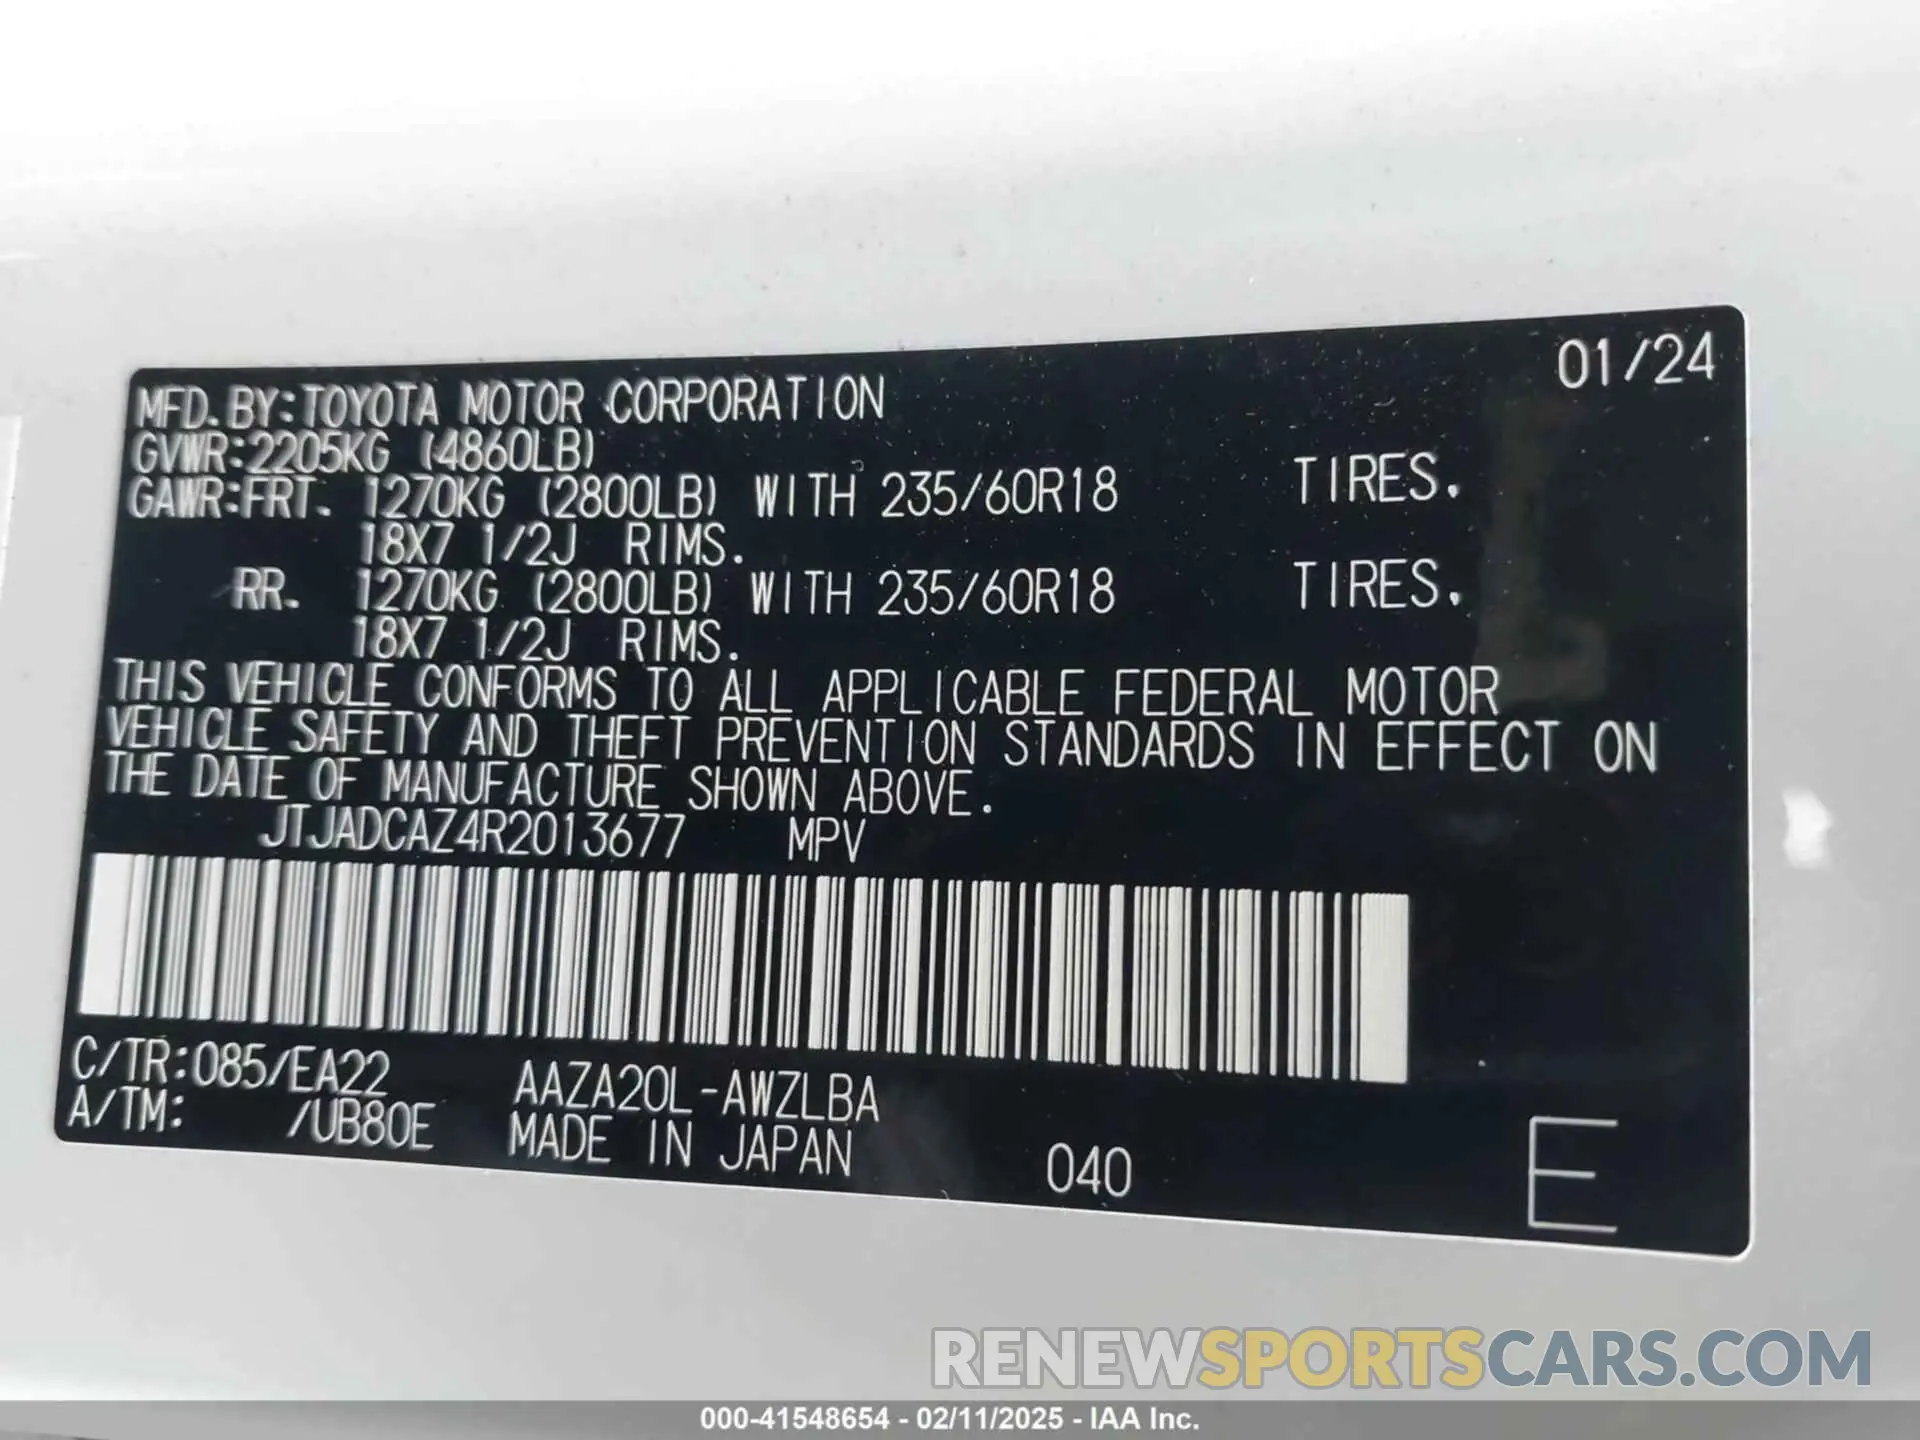 01/24
MFD. BY:TOYOTA MOTOR CORPORATION
GVWR:2205KG (4860LB)
GAWR:FRT. 1270KG (2800LB) WITH 235/60R18 TIRES.
18X7 1/2J RIMS.
RR. 1270KG (2800LB) WITH 235/60R18 TIRES.
18X7 1/2J RIMS.
THIS VEHICLE CONFORMS TO ALL APPLICABLE FEDERAL MOTOR
VEHICLE SAFETY AND THEFT PREVENTION STANDARDS IN EFFECT ON
THE DATE OF MANUFACTURE SHOWN ABOVE.
JTJADCAZ4R2013677 MPV
C/TR:085/EA22 AAZA20L-AWZLBA
A/TM: /UB80E MADE IN JAPAN 040 E
RENEWSPORTSCARS.COM
000-41548654 - 02/11/2025 - IAA Inc.